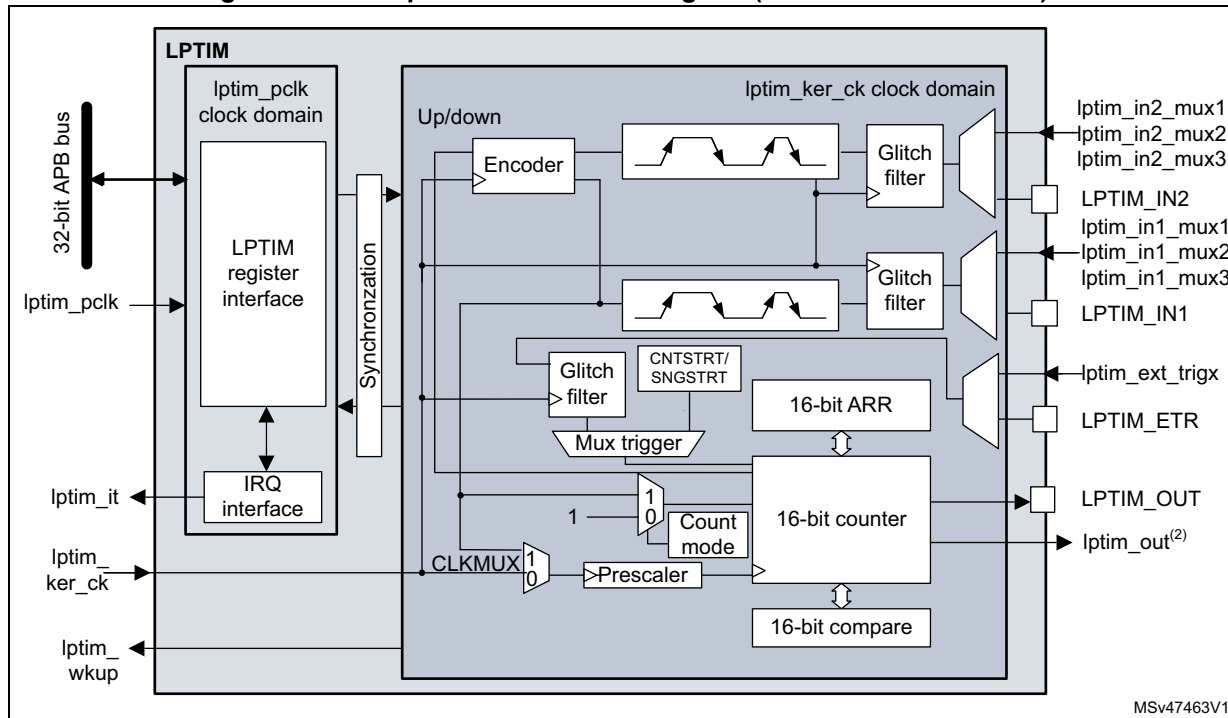 LPTIM
lptim_pclk
clock domain
lptim_ker_ck clock domain
32-bit APB bus
Up/down
Encoder
Glitch
filter
lptim_in2_mux1
lptim_in2_mux2
lptim_in2_mux3
LPTIM_IN2
LPTIM
register
interface
Synchronzation
Glitch
filter
lptim_in1_mux1
lptim_in1_mux2
lptim_in1_mux3
LPTIM_IN1
lptim_pclk
Glitch
filter
CNTSTRT/
SNGSTRT
lptim_ext_trigx
16-bit ARR
LPTIM_ETR
Mux trigger
IRQ
interface
lptim_it
1
1
0
Count
mode
16-bit counter
LPTIM_OUT
lptim_out(2)
lptim_
ker_ck
CLKMUX
1
0
Prescaler
16-bit compare
lptim_
wkup
MSv47463V1